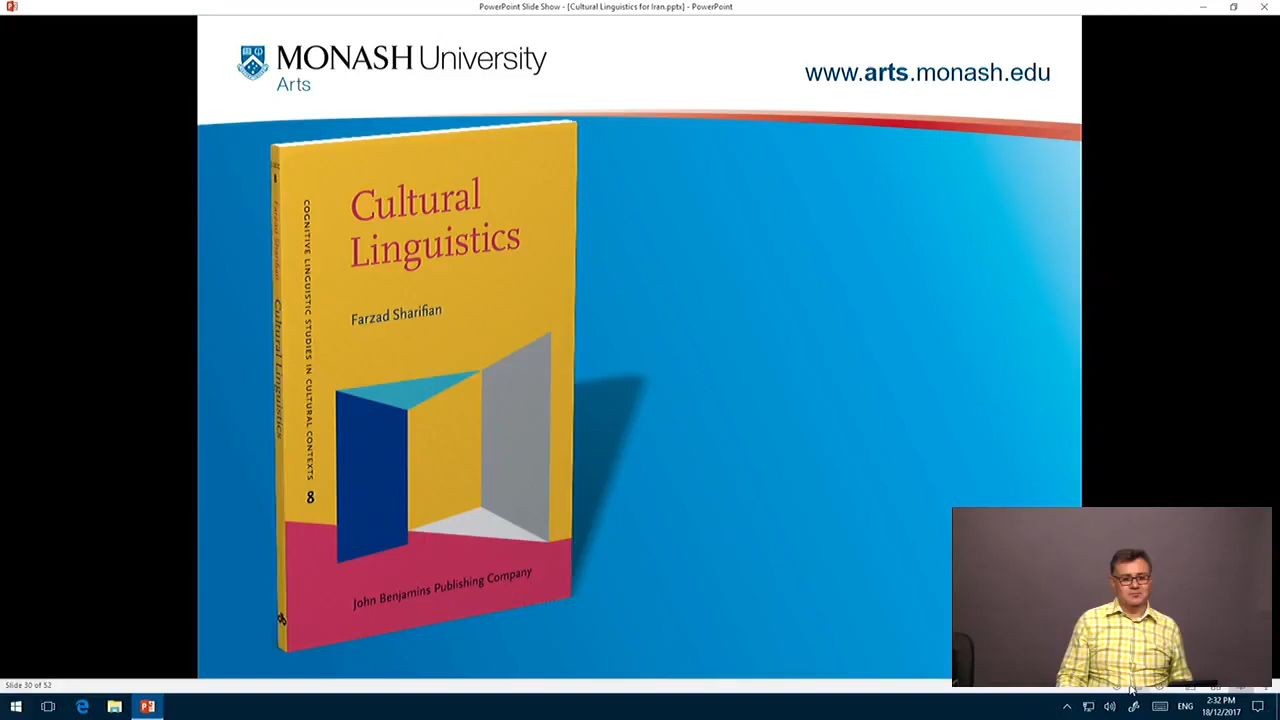 PowerPoint Slide Show - [Cultural Linguistics for Iran.pptx] - PowerPoint
MONASH University
Arts
www.arts.monash.edu
Cultural
Linguistics
Farzad Sharifian
COGNITIVE LINGUISTIC STUDIES IN CULTURAL CONTEXTS
8
Farzad Sharifian
Cultural Linguistics
John Benjamins Publishing Company
Slide 30 of 52
ENG
2:32 PM
18/12/2017